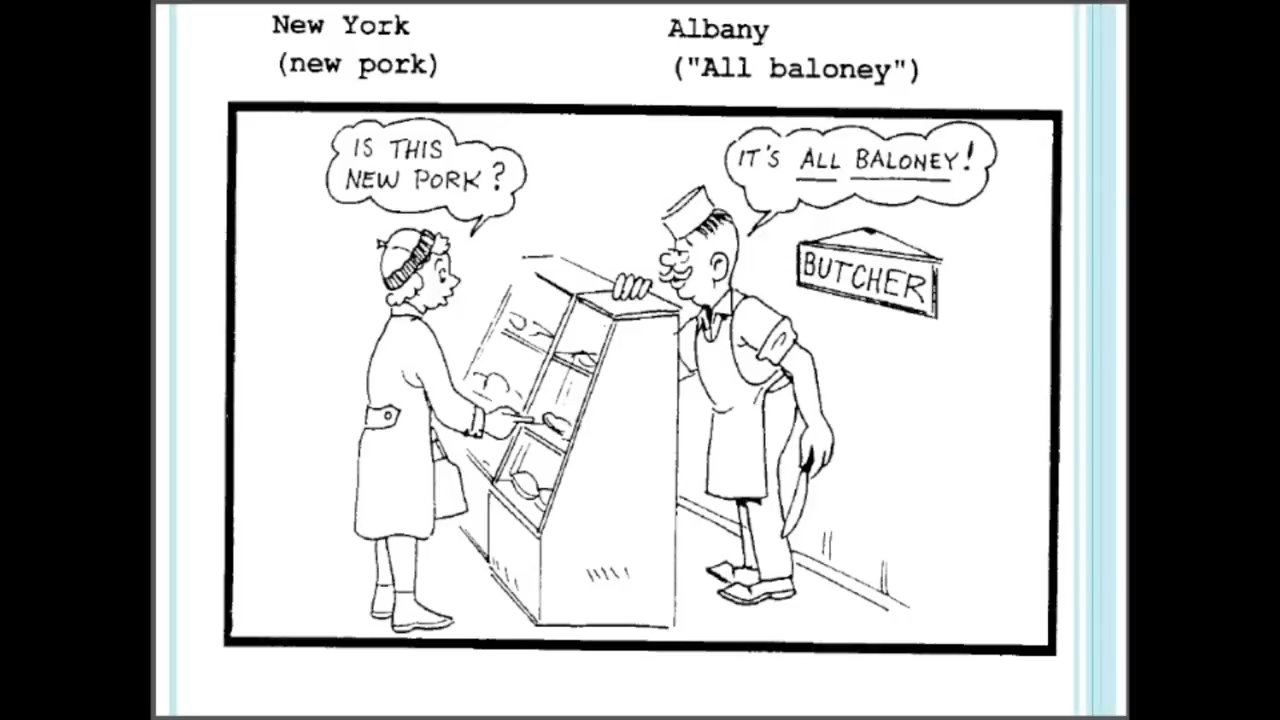 New York
(new pork)
Albany
("All baloney")
IS THIS
NEW PORK?
IT'S ALL BALONEY!
BUTCHER